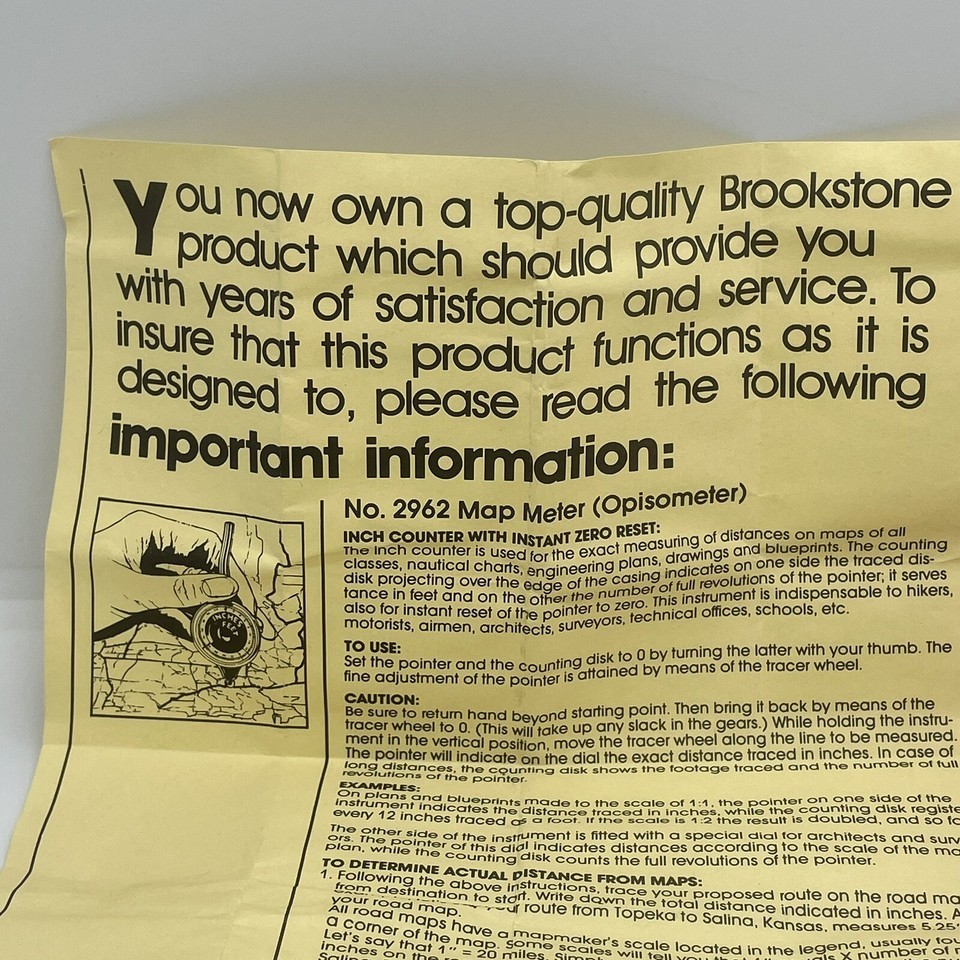 You now own a top-quality Brookstone
product which should provide you
with years of satisfaction and service. To
insure that this product functions as it is
designed to, please read the following
important information:
No. 2962 Map Meter (Opisometer)
INCH COUNTER WITH INSTANT ZERO RESET:
The inch counter is used for the exact measuring of distances on maps of all
classes, nautical charts, engineering plans, drawings and blueprints. The counting
disk projecting over the edge of the casing indicates on one side the traced dis-
tance in feet and on the other the number of full revolutions of the pointer; it serves
also for instant reset of the pointer to zero. This instrument is indispensable to hikers,
motorists, airmen, architects, surveyors, technical offices, schools, etc.
INCHES
FEET
TO USE:
Set the pointer and the counting disk to 0 by turning the latter with your thumb. The
fine adjustment of the pointer is attained by means of the tracer wheel.
CAUTION:
Be sure to return hand beyond starting point. Then bring it back by means of the
tracer wheel to 0. (This will take up any slack in the gears.) While holding the instru-
ment in the vertical position, move the tracer wheel along the line to be measured.
The pointer will indicate on the dial the exact distance traced in inches. In case of
long distances, the counting disk shows the footage traced and the number of full
revolutions of the pointer.
EXAMPLES:
On plans and blueprints made to the scale of 1:1, the pointer on one side of the
instrument indicates the distance traced in inches, while the counting disk registe
every 12 inches traced as a foot. If the scale is 1:2 the result is doubled, and so fo
The other side of the instrument is fitted with a special dial for architects and surv
ors. The pointer of this dial indicates distances according to the scale of the ma
plan, while the counting disk counts the full revolutions of the pointer.
TO DETERMINE ACTUAL DISTANCE FROM MAPS:
1. Following the above instructions, trace your proposed route on the road ma
from destination to start. Write down the total distance indicated in inches. A
your route from Topeka to Salina, Kansas, measures 5.25"
your road map.
All road maps have a mapmaker's scale located in the legend, usually fou
a corner of the map. Some scales will tell you
Let's say that 1" = 20 miles. X number of
inches on the